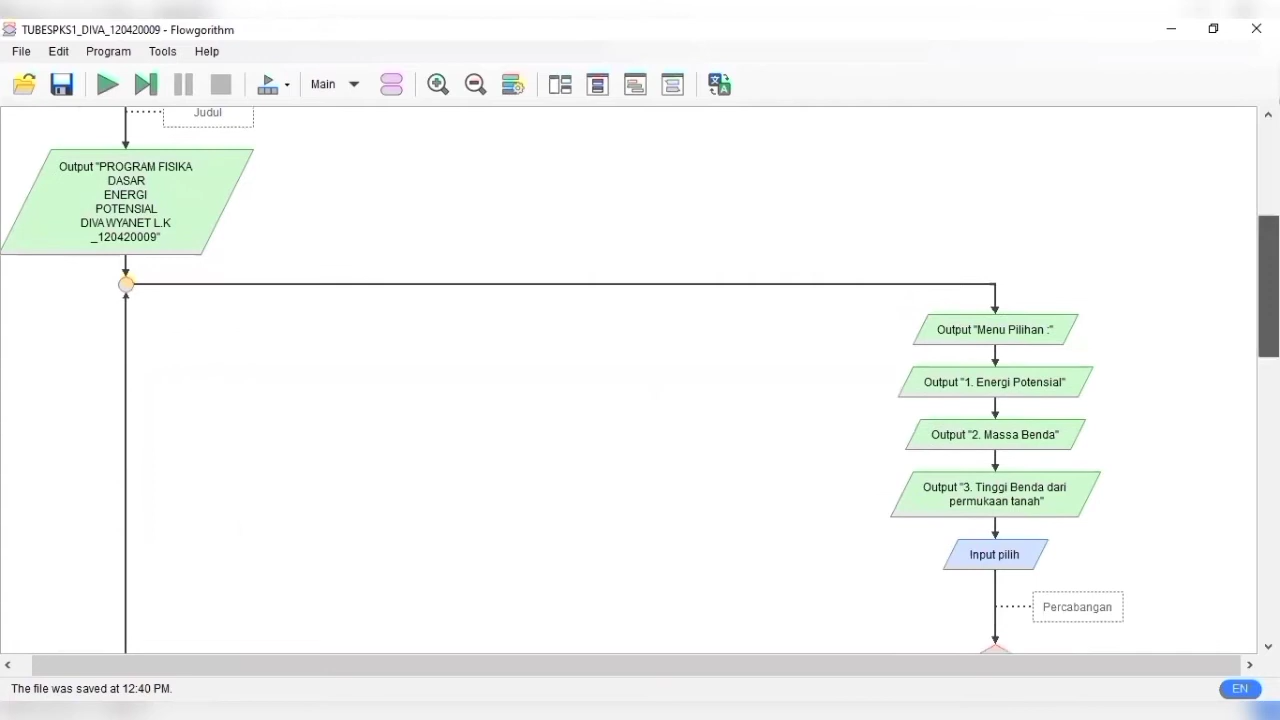 TUBESPKS1_DIVA_120420009 - Flowgorithm
File Edit Program Tools Help
Main
Judul
Output "PROGRAM FISIKA
DASAR
ENERGI
POTENSIAL
DIVA WYANET L.K
_120420009"
Output "Menu Pilihan :"
Output "1. Energi Potensial"
Output "2. Massa Benda"
Output "3. Tinggi Benda dari
permukaan tanah"
Input pilih
Percabangan
The file was saved at 12:40 PM.
EN